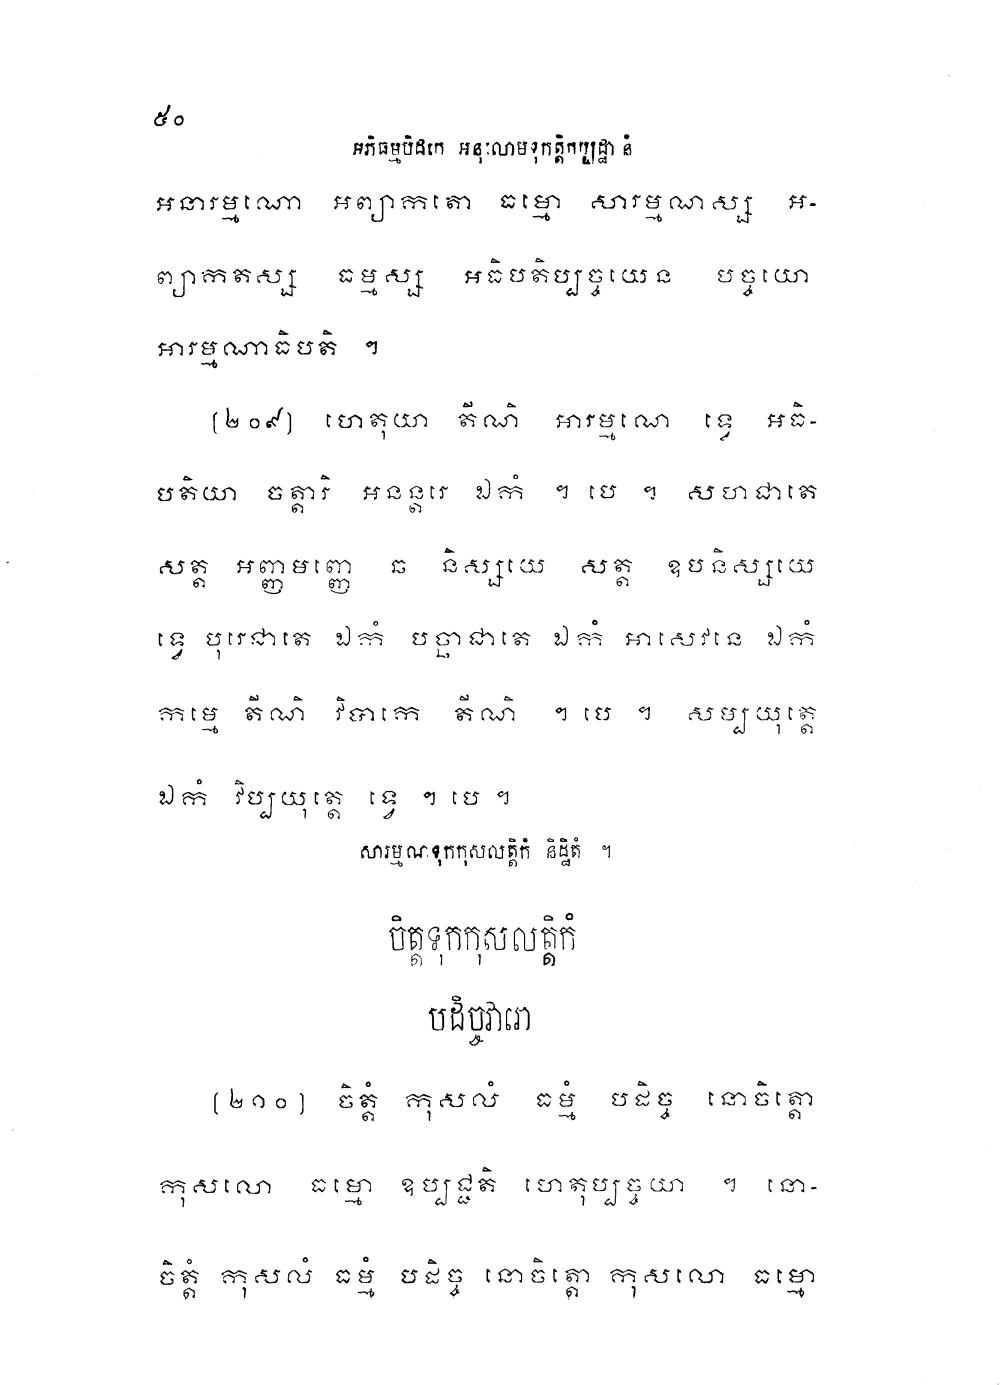 ៥០
អភិធម្មបិដកេ អនុលោមទុកត្តិកប្បដ្ឋានំ
អនារម្មណោ អព្យាកតោ ធម្មោ សារម្មណស្ស អ-
ព្យាកតស្ស ធម្មស្ស អធិបតិប្បច្ចយេន បច្ចយោ
អារម្មណាធិបតិ ។
(២០៩) ហេតុយា តីណិ អារម្មណេ ទ្វេ អធិ-
បតិយា ចត្តារិ អនន្តរេ ឯកំ ។ បេ ។ សហជាតេ
សត្ត អញ្ញមញ្ញេ ឆ និស្សយេ សត្ត ឧបនិស្សយេ
ទ្វេ បុរេជាតេ ឯកំ បច្ឆាជាតេ ឯកំ អាសេវនេ ឯកំ
កម្មេ តីណិ វិបាកេ តីណិ ។ បេ ។ សម្បយុត្តេ
ឯកំ វិប្បយុត្តេ ទ្វេ ។ បេ ។
សារម្មណទុកកុសលត្តិកំ និដ្ឋិតំ ។
ចិត្តទុកកុសលត្តិកំ
បដិច្ចវារោ
(២១០) ចិត្តំ កុសលំ ធម្មំ បដិច្ច នោចិត្តោ
កុសលោ ធម្មោ ឧប្បជ្ជតិ ហេតុប្បច្ចយា ។ នោ-
ចិត្តំ កុសលំ ធម្មំ បដិច្ច នោចិត្តោ កុសលោ ធម្មោ